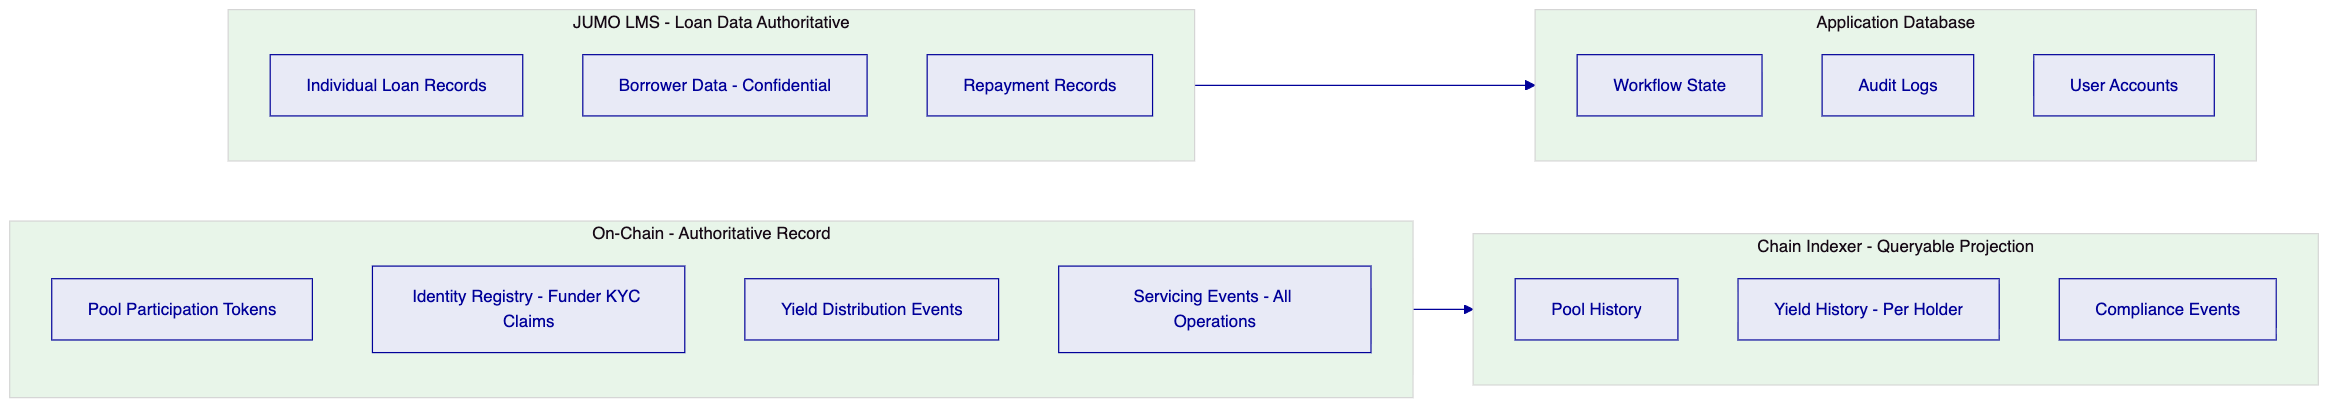 JUMO LMS - Loan Data Authoritative
Individual Loan Records
Borrower Data - Confidential
Repayment Records
Application Database
Workflow State
Audit Logs
User Accounts
On-Chain - Authoritative Record
Pool Participation Tokens
Identity Registry - Funder KYC
Claims
Yield Distribution Events
Servicing Events - All
Operations
Chain Indexer - Queryable Projection
Pool History
Yield History - Per Holder
Compliance Events